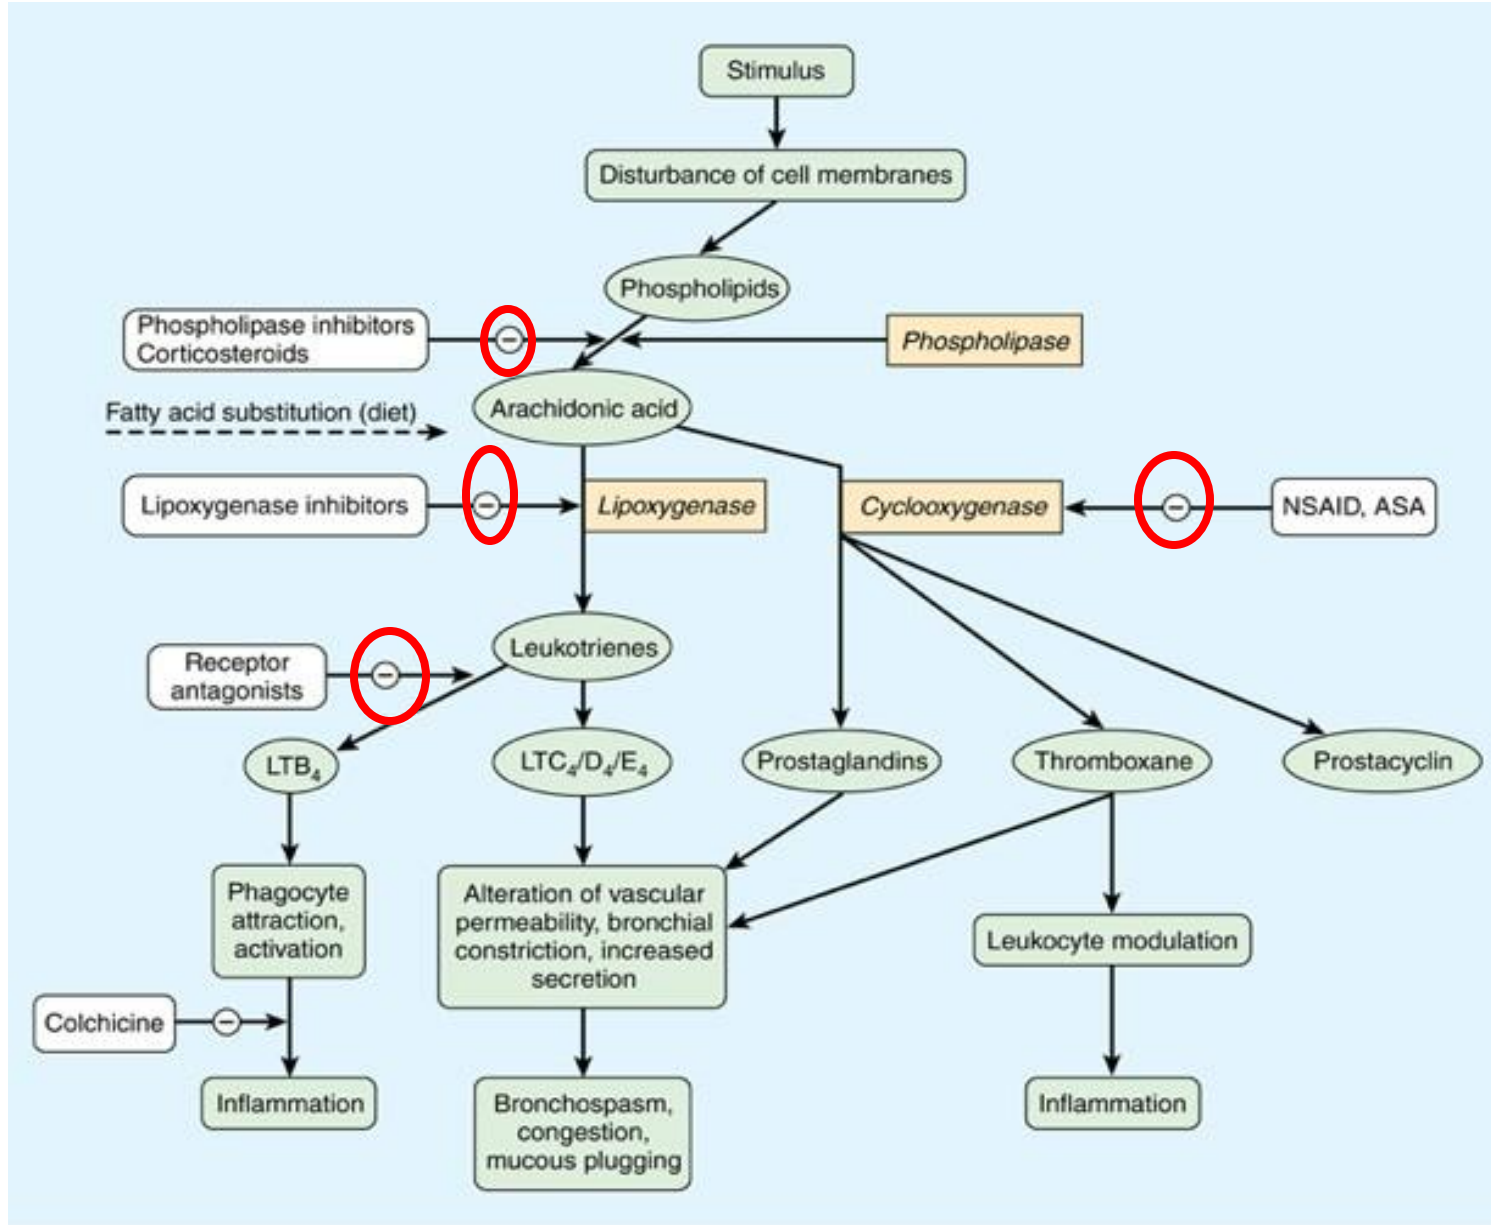 Stimulus
Disturbance of cell membranes
Phospholipids
Phospholipase inhibitors
Corticosteroids
−
Phospholipase
Arachidonic acid
Fatty acid substitution (diet)
Lipoxygenase inhibitors
−
Lipoxygenase
Cyclooxygenase
−
NSAID, ASA
Leukotrienes
Receptor
antagonists
−
LTB₄
LTC₄/D₄/E₄
Prostaglandins
Thromboxane
Prostacyclin
Phagocyte
attraction,
activation
Alteration of vascular
permeability, bronchial
constriction, increased
secretion
Leukocyte modulation
Colchicine
−
Inflammation
Bronchospasm,
congestion,
mucous plugging
Inflammation